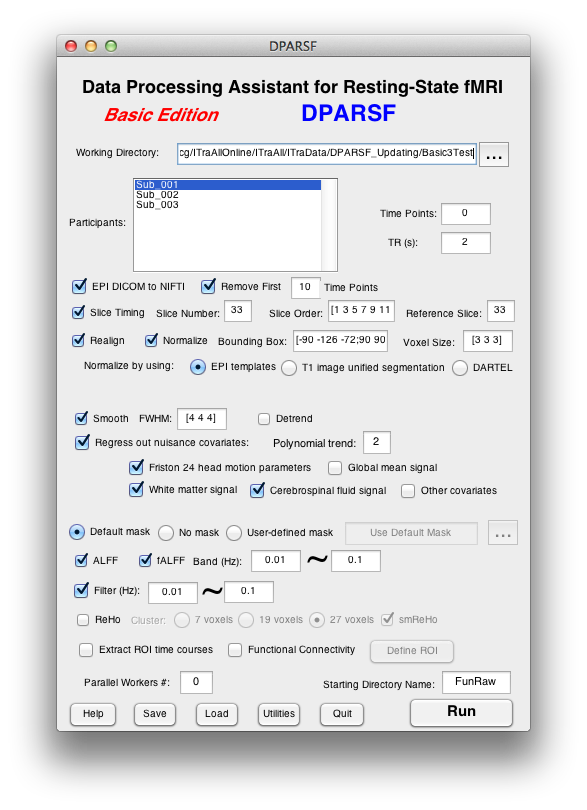 DPARSF
Data Processing Assistant for Resting-State fMRI
Basic Edition DPARSF
Working Directory: cg/ITraAllOnline/ITraAll/ITraData/DPARSF_Updating/Basic3Test ...
Participants: Sub_001
Sub_002
Sub_003
Time Points: 0
TR (s): 2
EPI DICOM to NIFTI Remove First 10 Time Points
Slice Timing Slice Number: 33 Slice Order: [1 3 5 7 9 11 Reference Slice: 33
Realign Normalize Bounding Box: [-90 -126 -72;90 90 Voxel Size: [3 3 3]
Normalize by using: EPI templates T1 image unified segmentation DARTEL
Smooth FWHM: [4 4 4] Detrend
Regress out nuisance covariates: Polynomial trend: 2
Friston 24 head motion parameters Global mean signal
White matter signal Cerebrospinal fluid signal Other covariates
Default mask No mask User-defined mask Use Default Mask ...
ALFF fALFF Band (Hz): 0.01 ~ 0.1
Filter (Hz): 0.01 ~ 0.1
ReHo Cluster: 7 voxels 19 voxels 27 voxels smReHo
Extract ROI time courses Functional Connectivity Define ROI
Parallel Workers #: 0 Starting Directory Name: FunRaw
Help Save Load Utilities Quit Run